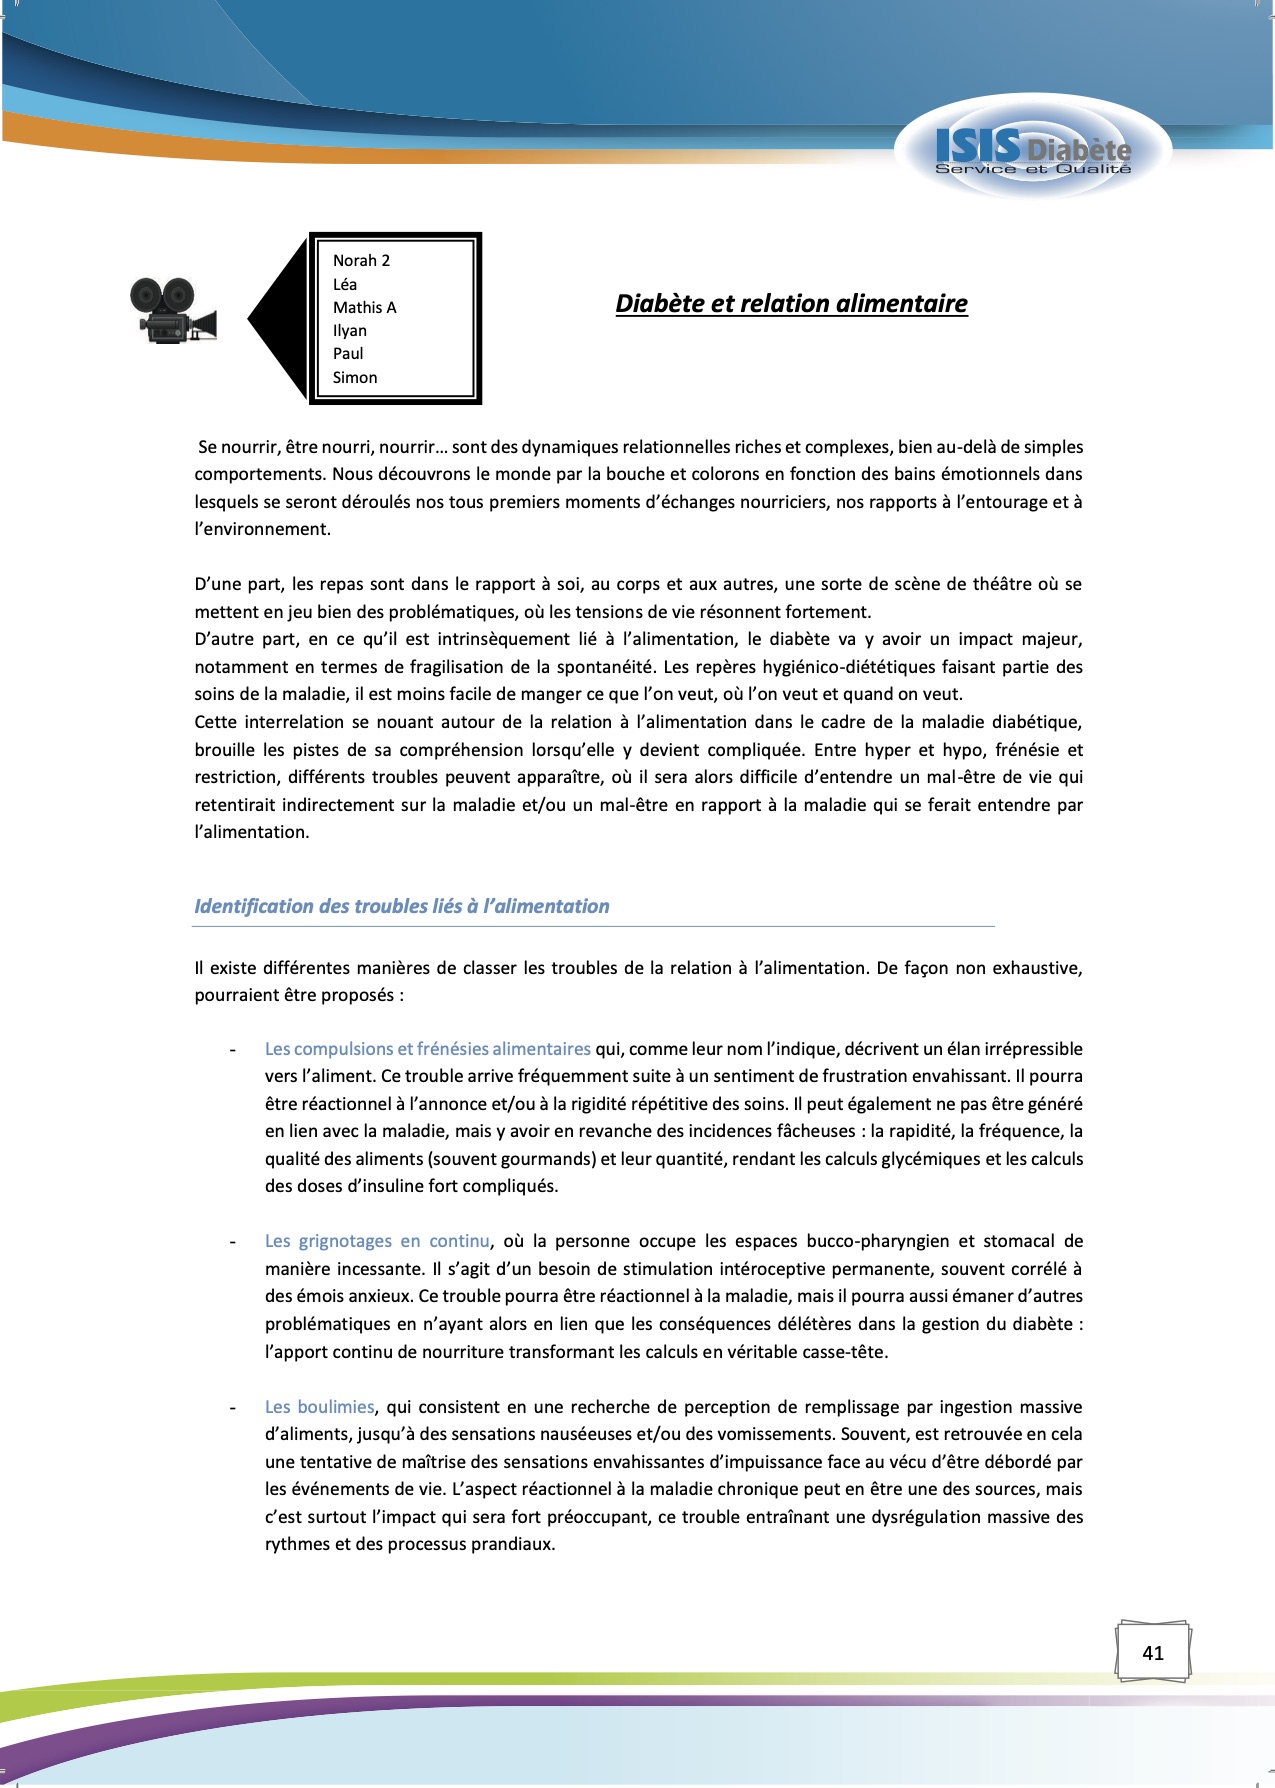 ISIS Diabète
Service et Qualité
Norah 2
Léa
Mathis A
Ilyan
Paul
Simon
Diabète et relation alimentaire
Se nourrir, être nourri, nourrir… sont des dynamiques relationnelles riches et complexes, bien au-delà de simples
comportements. Nous découvrons le monde par la bouche et colorons en fonction des bains émotionnels dans
lesquels se seront déroulés nos tous premiers moments d’échanges nourriciers, nos rapports à l’entourage et à
l’environnement.
D’une part, les repas sont dans le rapport à soi, au corps et aux autres, une sorte de scène de théâtre où se
mettent en jeu bien des problématiques, où les tensions de vie résonnent fortement.
D’autre part, en ce qu’il est intrinsèquement lié à l’alimentation, le diabète va y avoir un impact majeur,
notamment en termes de fragilisation de la spontanéité. Les repères hygiénico-diététiques faisant partie des
soins de la maladie, il est moins facile de manger ce que l’on veut, où l’on veut et quand on veut.
Cette interrelation se nouant autour de la relation à l’alimentation dans le cadre de la maladie diabétique,
brouille les pistes de sa compréhension lorsqu’elle y devient compliquée. Entre hyper et hypo, frénésie et
restriction, différents troubles peuvent apparaître, où il sera alors difficile d’entendre un mal-être de vie qui
retentirait indirectement sur la maladie et/ou un mal-être en rapport à la maladie qui se ferait entendre par
l’alimentation.
Identification des troubles liés à l’alimentation
Il existe différentes manières de classer les troubles de la relation à l’alimentation. De façon non exhaustive,
pourraient être proposés :
- Les compulsions et frénésies alimentaires qui, comme leur nom l’indique, décrivent un élan irrépressible
vers l’aliment. Ce trouble arrive fréquemment suite à un sentiment de frustration envahissant. Il pourra
être réactionnel à l’annonce et/ou à la rigidité répétitive des soins. Il peut également ne pas être généré
en lien avec la maladie, mais y avoir en revanche des incidences fâcheuses : la rapidité, la fréquence, la
qualité des aliments (souvent gourmands) et leur quantité, rendant les calculs glycémiques et les calculs
des doses d’insuline fort compliqués.
- Les grignotages en continu, où la personne occupe les espaces bucco-pharyngien et stomacal de
manière incessante. Il s’agit d’un besoin de stimulation intéroceptive permanente, souvent corrélé à
des émois anxieux. Ce trouble pourra être réactionnel à la maladie, mais il pourra aussi émaner d’autres
problématiques en n’ayant alors en lien que les conséquences délétères dans la gestion du diabète :
l’apport continu de nourriture transformant les calculs en véritable casse-tête.
- Les boulimies, qui consistent en une recherche de perception de remplissage par ingestion massive
d’aliments, jusqu’à des sensations nauséeuses et/ou des vomissements. Souvent, est retrouvée en cela
une tentative de maîtrise des sensations envahissantes d’impuissance face au vécu d’être débordé par
les événements de vie. L’aspect réactionnel à la maladie chronique peut en être une des sources, mais
c’est surtout l’impact qui sera fort préoccupant, ce trouble entraînant une dysrégulation massive des
rythmes et des processus prandiaux.
41